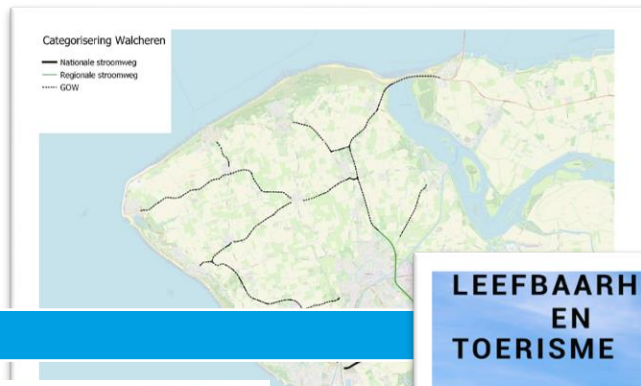 Categorisering Walcheren
Nationale stroomweg
Regionale stroomweg
GOW
LEEFBAARH
EN
TOERISME